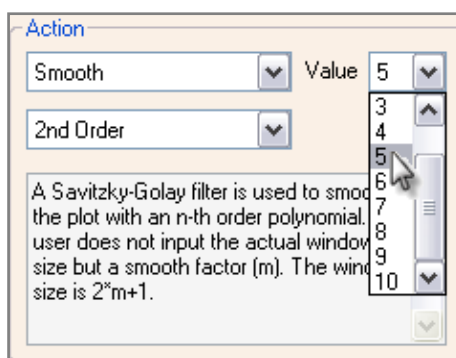 Action
Smooth
Value 5
2nd Order
3
4
5
6
7
8
9
10
A Savitzky-Golay filter is used to smoo
the plot with an n-th order polynomial.
user does not input the actual window
size but a smooth factor (m). The wind
size is 2*m+1.